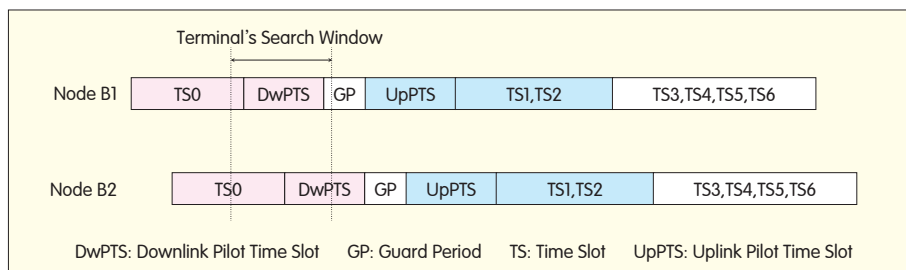 Terminal's Search Window
Node B1 TS0 DwPTS GP UpPTS TS1,TS2 TS3,TS4,TS5,TS6
Node B2 TS0 DwPTS GP UpPTS TS1,TS2 TS3,TS4,TS5,TS6
DwPTS: Downlink Pilot Time Slot GP: Guard Period TS: Time Slot UpPTS: Uplink Pilot Time Slot